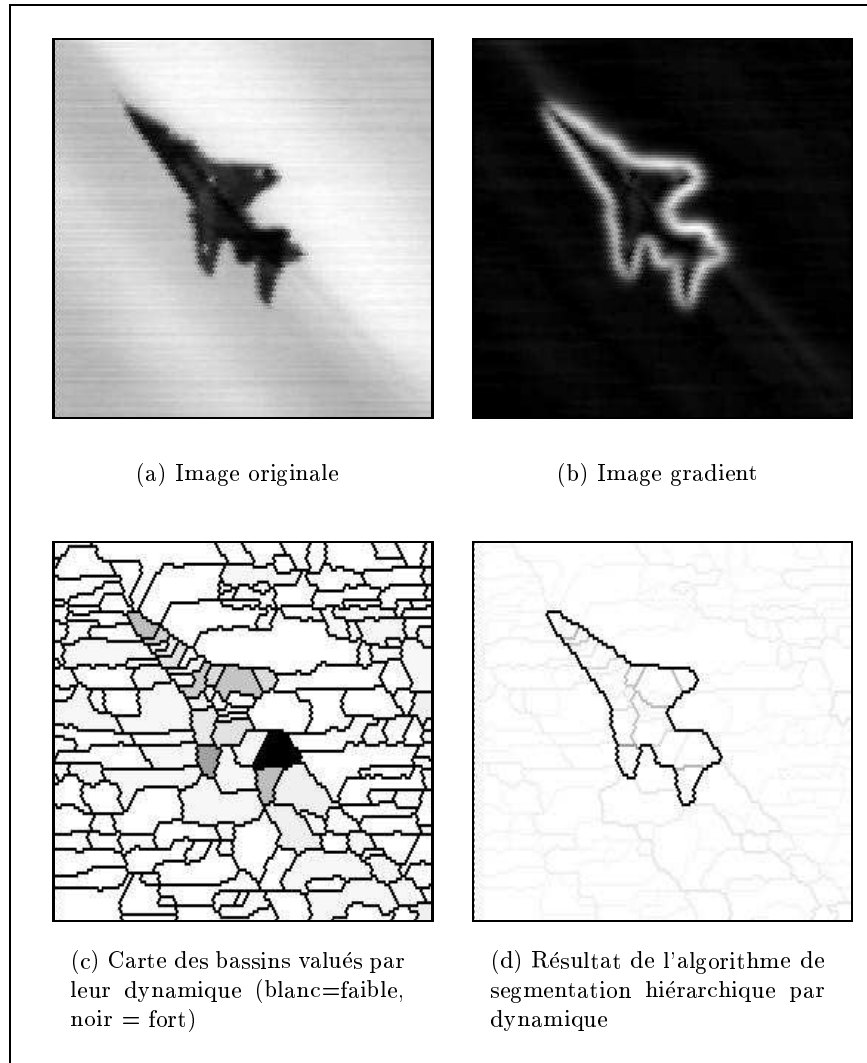 (a) Image originale
(b) Image gradient
(c) Carte des bassins valués par
leur dynamique (blanc=faible,
noir = fort)
(d) Résultat de l'algorithme de
segmentation hiérarchique par
dynamique